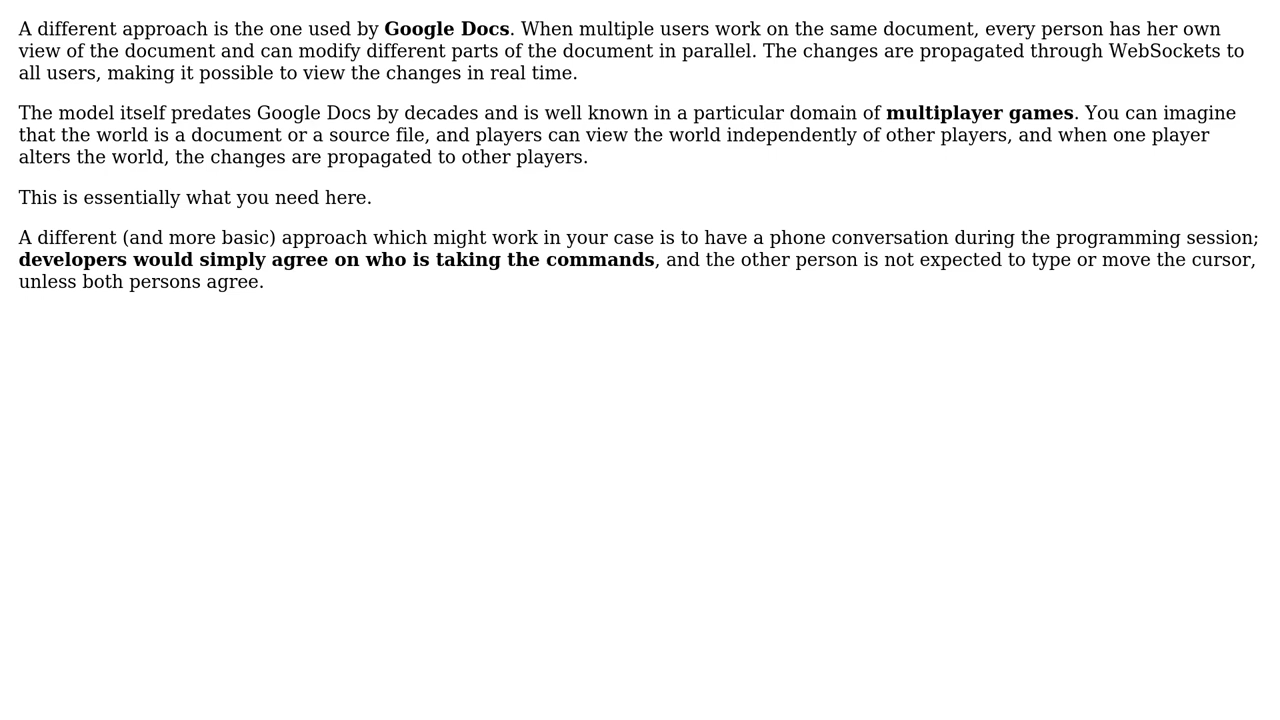 A different approach is the one used by Google Docs. When multiple users work on the same document, every person has her own
view of the document and can modify different parts of the document in parallel. The changes are propagated through WebSockets to
all users, making it possible to view the changes in real time.
The model itself predates Google Docs by decades and is well known in a particular domain of multiplayer games. You can imagine
that the world is a document or a source file, and players can view the world independently of other players, and when one player
alters the world, the changes are propagated to other players.
This is essentially what you need here.
A different (and more basic) approach which might work in your case is to have a phone conversation during the programming session;
developers would simply agree on who is taking the commands, and the other person is not expected to type or move the cursor,
unless both persons agree.